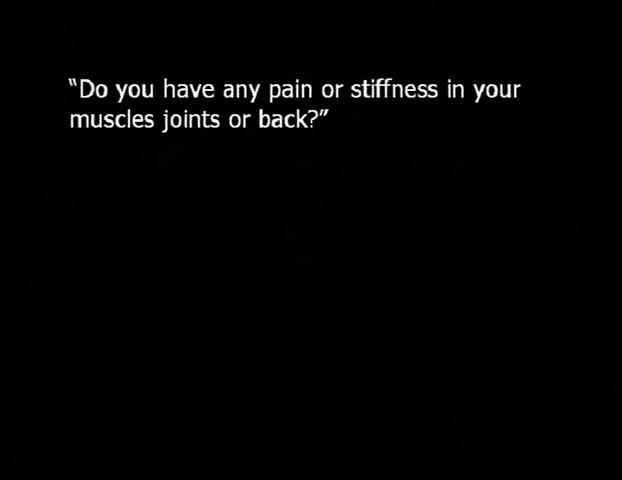 “Do you have any pain or stiffness in your
muscles joints or back?”